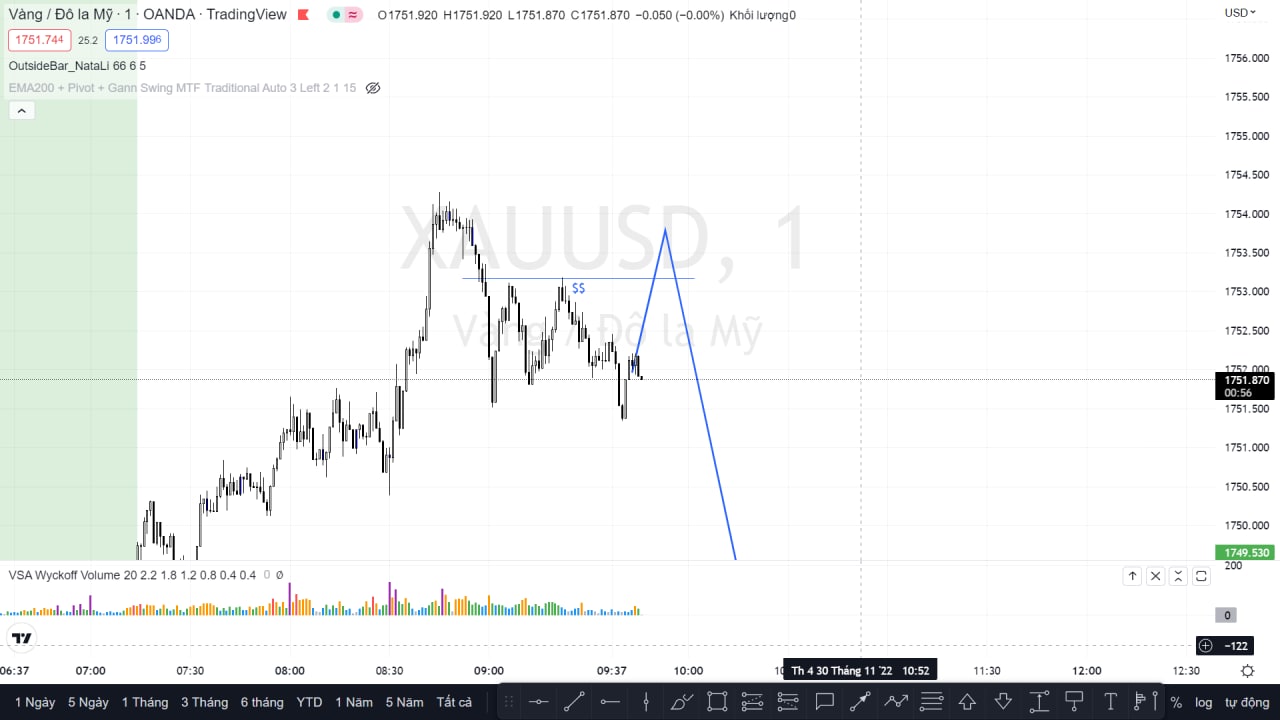 Vàng / Đô la Mỹ · 1 · OANDA · TradingView O1751.920 H1751.920 L1751.870 C1751.870 −0.050 (−0.00%) Khối lượng0 USD
1751.744 25.2 1751.996
OutsideBar_NataLi 66 6 5
EMA200 + Pivot + Gann Swing MTF Traditional Auto 3 Left 2 1 15
XAUUSD, 1
Vàng / Đô la Mỹ
$$
1756.000
1755.500
1755.000
1754.500
1754.000
1753.500
1753.000
1752.500
1752.000
1751.870
00:56
1751.500
1751.000
1750.500
1750.000
1749.530
200
VSA Wyckoff Volume 20 2.2 1.8 1.2 0.8 0.4 0.4 0 Ø
0
−122
06:37 07:00 07:30 08:00 08:30 09:00 09:37 10:00 Th 4 30 Tháng 11 '22 10:52 11:30 12:00 12:30
1 Ngày 5 Ngày 1 Tháng 3 Tháng 6 tháng YTD 1 Năm 5 Năm Tất cả % log tự động